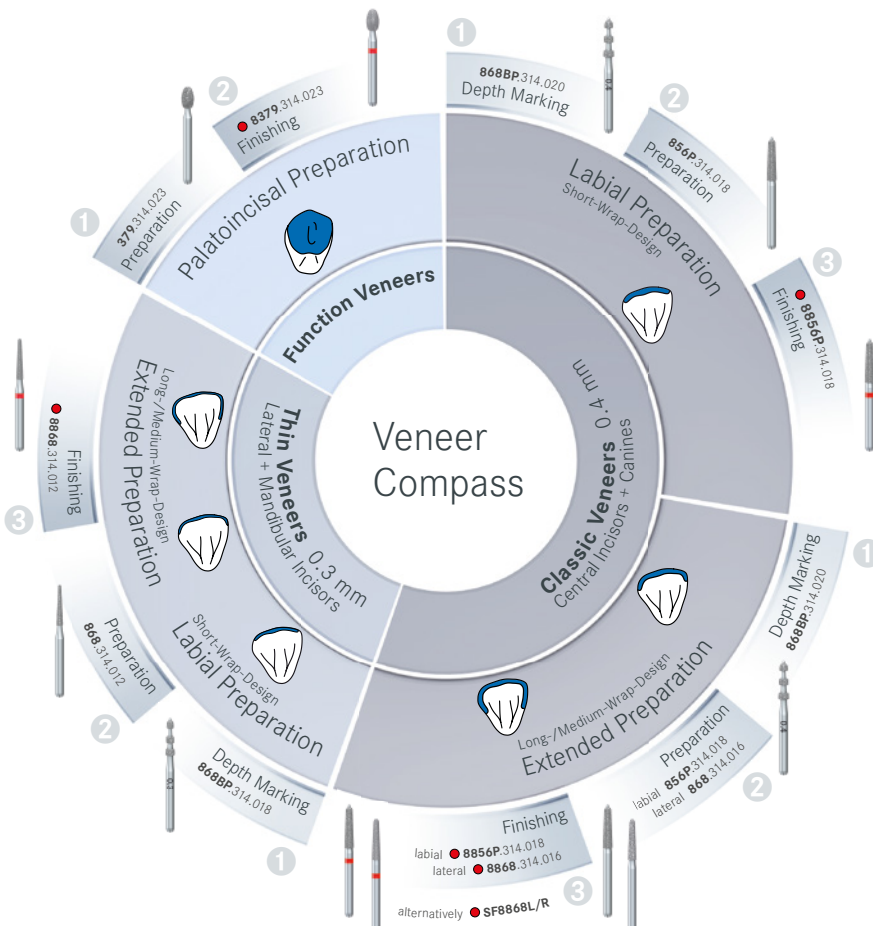 Veneer
Compass
Classic Veneers 0.4 mm
Central Incisors + Canines
Labial Preparation
Short-Wrap-Design
1
868BP.314.020
Depth Marking
0,4
2
856P.314.018
Preparation
3
8856P.314.018
Finishing
Long-/Medium-Wrap-Design
Extended Preparation
1
Depth Marking
868BP.314.020
0,4
2
Preparation
labial 856P.314.018
lateral 868.314.016
3
Finishing
labial 8856P.314.018
lateral 8868.314.016
alternatively SF8868L/R
Thin Veneers 0.3 mm
Lateral + Mandibular Incisors
Short-Wrap-Design
Labial Preparation
Long-/Medium-Wrap-Design
Extended Preparation
1
Depth Marking
868BP.314.018
0,3
2
Preparation
868.314.012
3
Finishing
8868.314.012
Function Veneers
Palatoincisal Preparation
1
379.314.023
Preparation
2
8379.314.023
Finishing